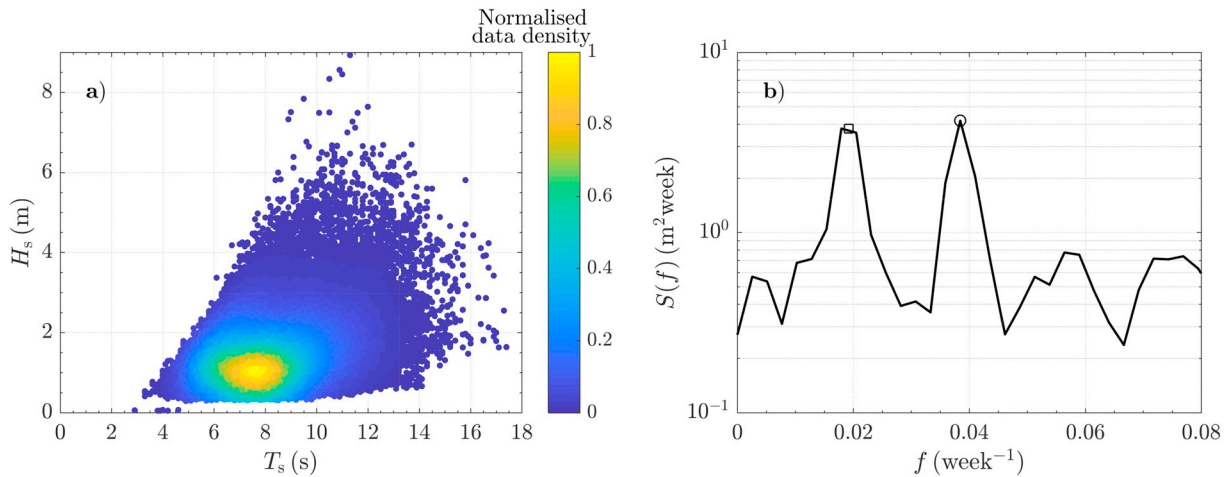 Normalised
data density
a)
H_s (m)
8
6
4
2
0
0 2 4 6 8 10 12 14 16 18
T_s (s)
1
0.8
0.6
0.4
0.2
0
b)
S(f) (m²week)
10¹
10⁰
10⁻¹
0 0.02 0.04 0.06 0.08
f (week⁻¹)